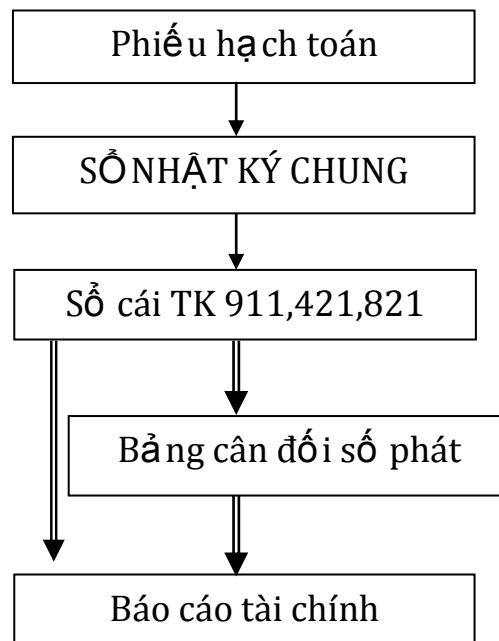 Phiếu hạch toán
SỔ NHẬT KÝ CHUNG
Sổ cái TK 911,421,821
Bảng cân đối số phát
Báo cáo tài chính